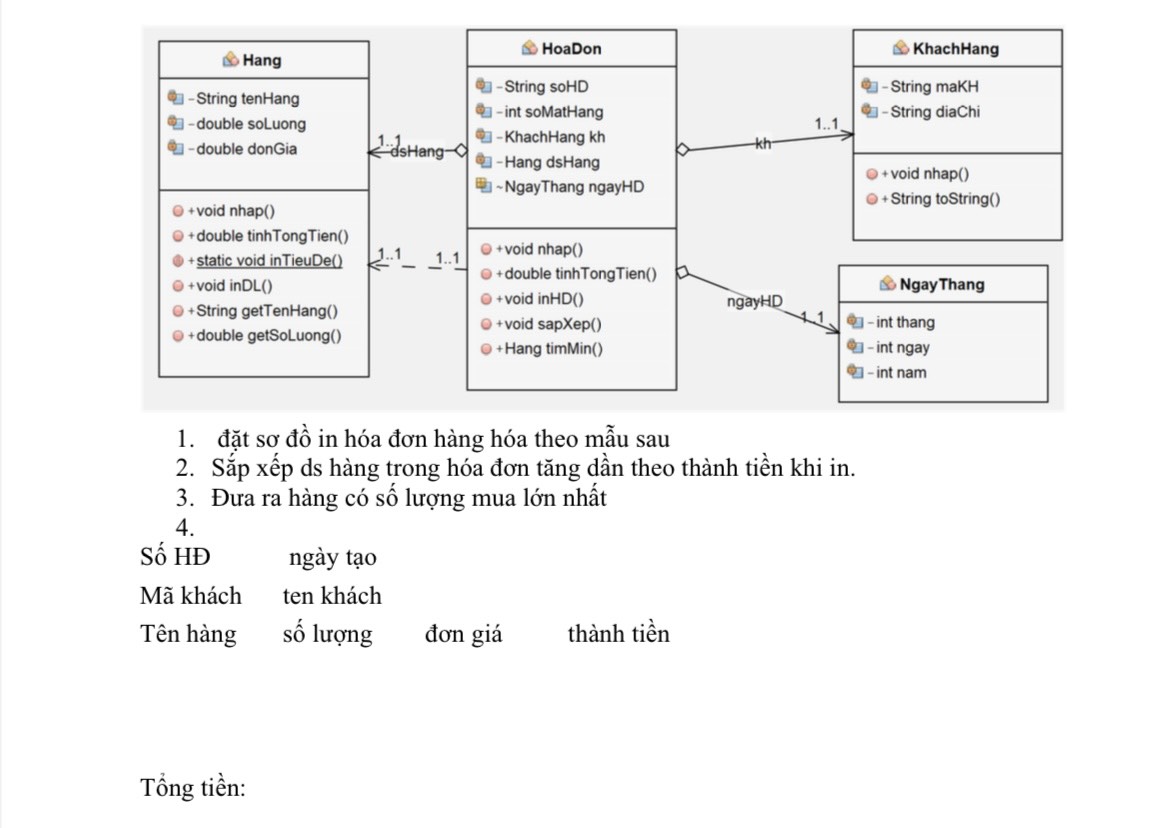 Hang
-String tenHang
-double soLuong
-double donGia
+void nhap()
+double tinhTongTien()
+static void inTieuDe()
+void inDL()
+String getTenHang()
+double getSoLuong()
1..1
dsHang
1..1
1..1
HoaDon
-String soHD
-int soMatHang
-KhachHang kh
-Hang dsHang
~NgayThang ngayHD
+void nhap()
+double tinhTongTien()
+void inHD()
+void sapXep()
+Hang timMin()
kh
1..1
ngayHD
1..1
KhachHang
-String maKH
-String diaChi
+void nhap()
+String toString()
NgayThang
-int thang
-int ngay
-int nam
1. đặt sơ đồ in hóa đơn hàng hóa theo mẫu sau
2. Sắp xếp ds hàng trong hóa đơn tăng dần theo thành tiền khi in.
3. Đưa ra hàng có số lượng mua lớn nhất
4.
Số HĐ ngày tạo
Mã khách ten khách
Tên hàng số lượng đơn giá thành tiền
Tổng tiền: